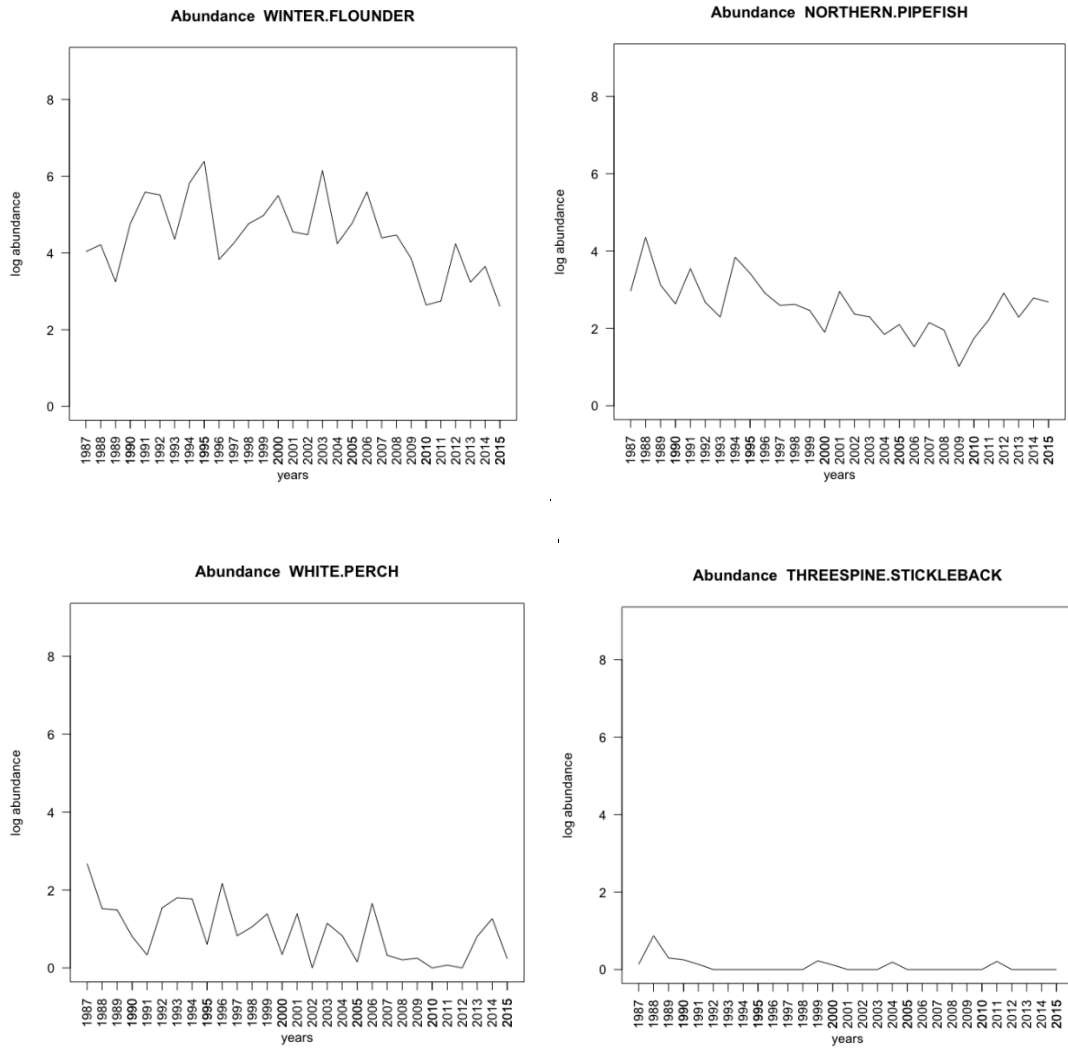 Abundance WINTER.FLOUNDER
8
6
4
2
0
log abundance
1987 1988 1989 1990 1991 1992 1993 1994 1995 1996 1997 1998 1999 2000 2001 2002 2003 2004 2005 2006 2007 2008 2009 2010 2011 2012 2013 2014 2015
years
Abundance NORTHERN.PIPEFISH
8
6
4
2
0
log abundance
1987 1988 1989 1990 1991 1992 1993 1994 1995 1996 1997 1998 1999 2000 2001 2002 2003 2004 2005 2006 2007 2008 2009 2010 2011 2012 2013 2014 2015
years
Abundance WHITE.PERCH
8
6
4
2
0
log abundance
1987 1988 1989 1990 1991 1992 1993 1994 1995 1996 1997 1998 1999 2000 2001 2002 2003 2004 2005 2006 2007 2008 2009 2010 2011 2012 2013 2014 2015
years
Abundance THREESPINE.STICKLEBACK
8
6
4
2
0
log abundance
1987 1988 1989 1990 1991 1992 1993 1994 1995 1996 1997 1998 1999 2000 2001 2002 2003 2004 2005 2006 2007 2008 2009 2010 2011 2012 2013 2014 2015
years